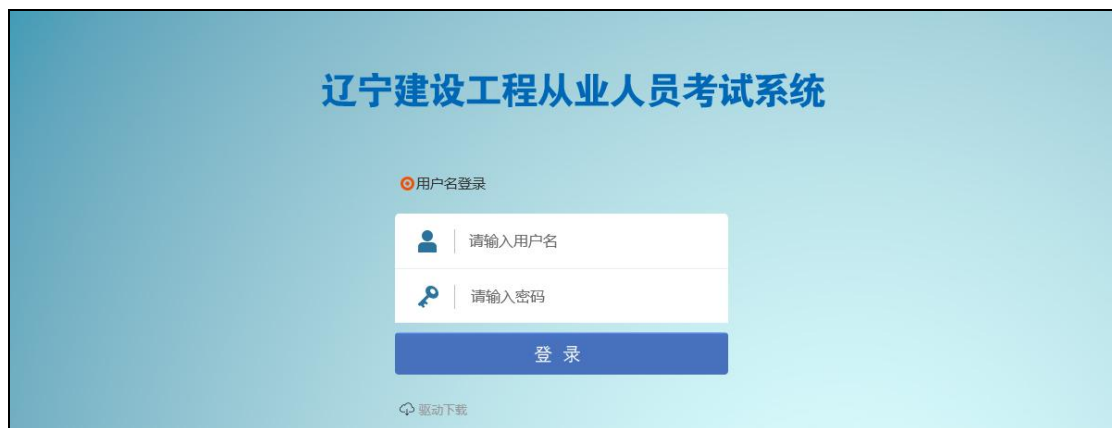 辽宁建设工程从业人员考试系统
用户名登录
请输入用户名
请输入密码
登录
驱动下载